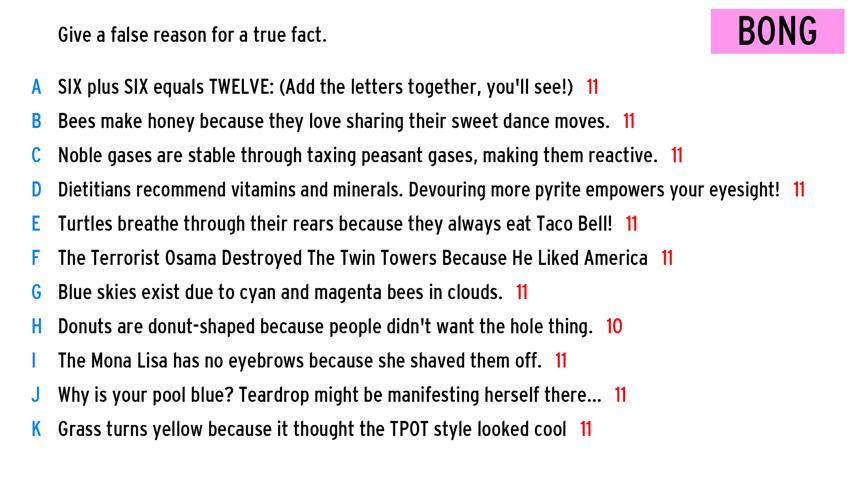 Give a false reason for a true fact.
BONG
A SIX plus SIX equals TWELVE: (Add the letters together, you'll see!) 11
B Bees make honey because they love sharing their sweet dance moves. 11
C Noble gases are stable through taxing peasant gases, making them reactive. 11
D Dietitians recommend vitamins and minerals. Devouring more pyrite empowers your eyesight! 11
E Turtles breathe through their rears because they always eat Taco Bell! 11
F The Terrorist Osama Destroyed The Twin Towers Because He Liked America 11
G Blue skies exist due to cyan and magenta bees in clouds. 11
H Donuts are donut-shaped because people didn't want the hole thing. 10
I The Mona Lisa has no eyebrows because she shaved them off. 11
J Why is your pool blue? Teardrop might be manifesting herself there... 11
K Grass turns yellow because it thought the TPOT style looked cool 11